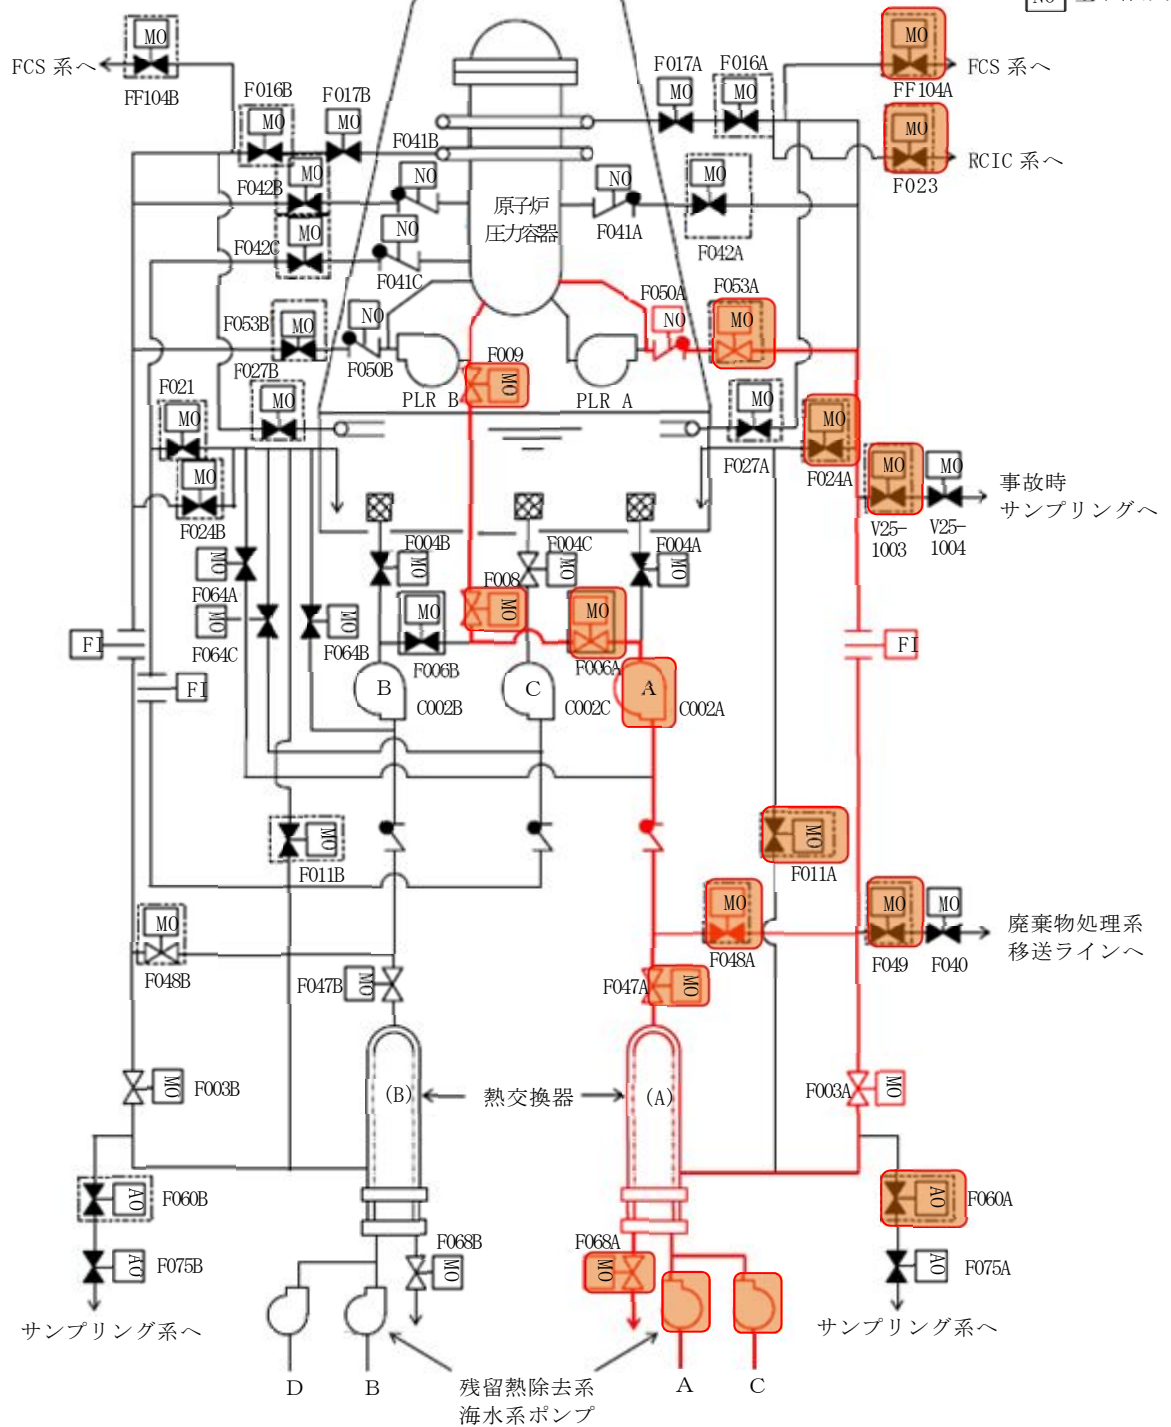 NO
MO
FCS 系へ
FF104B
MO
FF104A
FCS 系へ
F016B
MO
F017B
MO
F017A
MO
F016A
MO
MO
F023
RCIC 系へ
F041B
NO
F042B
MO
NO
F041A
MO
F042A
原子炉
圧力容器
F042C
MO
NO
F041C
F053B
MO
NO
F050B
F050A
NO
F053A
MO
F009
MO
PLR B
PLR A
F027B
MO
F021
MO
MO
F024B
MO
F027A
MO
F024A
MO
V25-
1003
MO
V25-
1004
事故時
サンプリングへ
F004B
MO
F004C
MO
F004A
MO
MO
F064A
MO
F064C
MO
F064B
MO
F006B
F008
MO
MO
F006A
FI
FI
FI
B
C002B
C
C002C
A
C002A
MO
F011B
MO
F011A
MO
F048B
MO
F048A
MO
F049
MO
F040
廃棄物処理系
移送ラインへ
F047B
MO
F047A
MO
MO
F003B
(B)
熱交換器
(A)
F003A
MO
AO
F060B
AO
F060A
AO
F075B
AO
F075A
F068B
MO
F068A
MO
サンプリング系へ
サンプリング系へ
D
B
A
C
残留熱除去系
海水系ポンプ